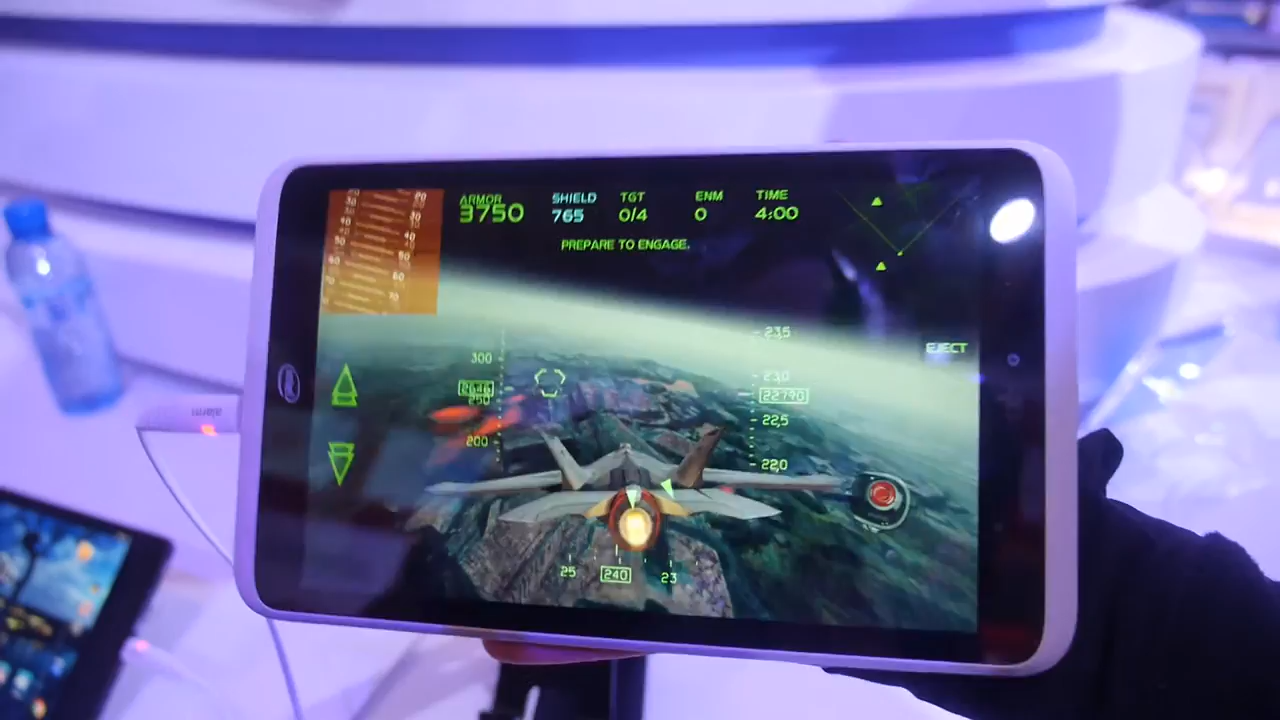 ARMOR
3750
SHIELD
765
TGT
0/4
ENM
0
TIME
4:00
PREPARE TO ENGAGE.
EJECT
300
250
200
23,5
23,0
22790
22,5
22,0
25
240
23
alarm